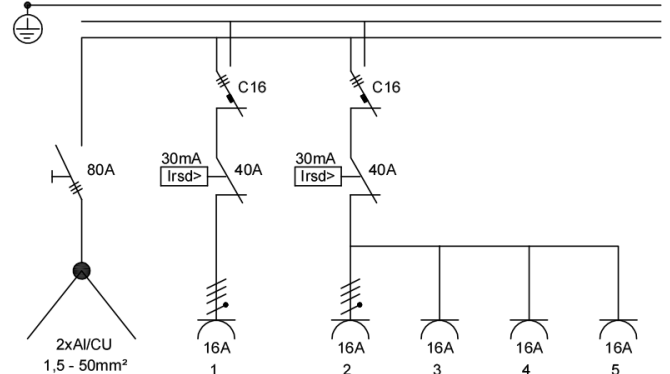 C16
C16
30mA
Irsd>
40A
30mA
Irsd>
40A
80A
2xAl/CU
1,5 - 50mm²
16A
16A
16A
16A
16A
1
2
3
4
5